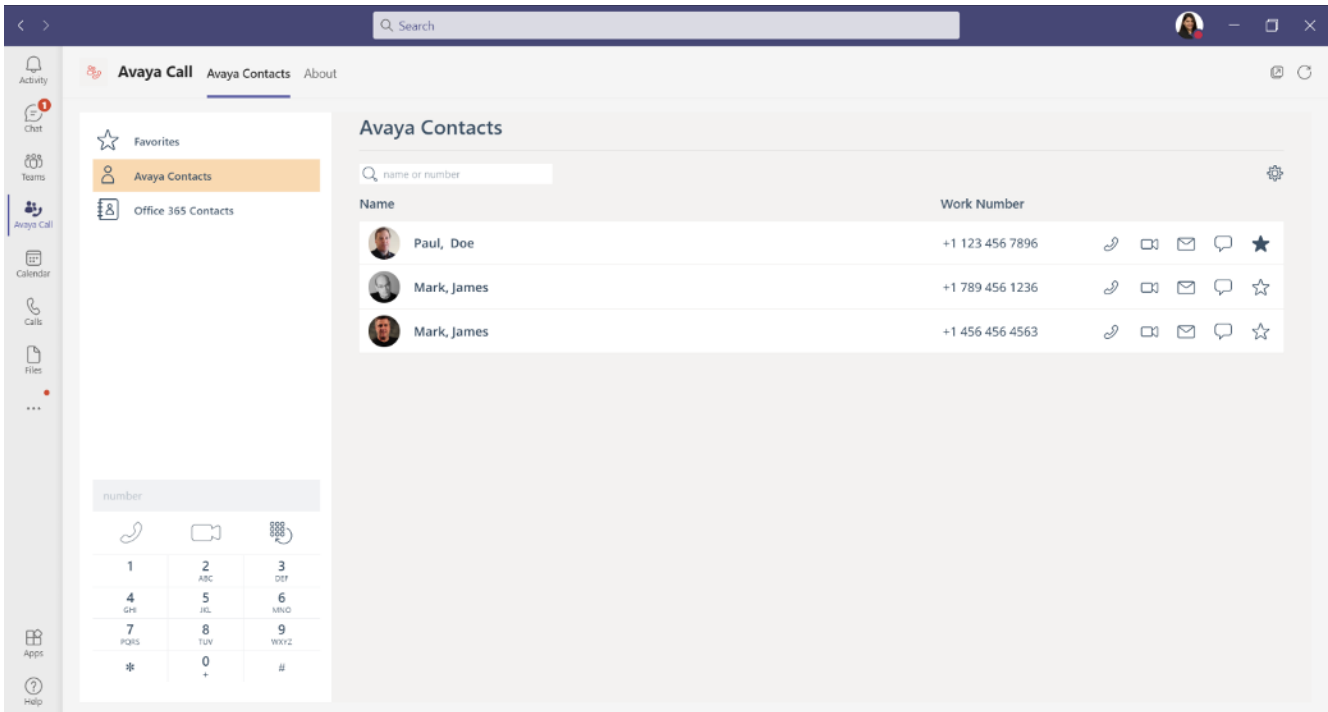 Search
Activity
Chat
1
Teams
Avaya Call
Calendar
Calls
Files
...
Apps
Help
Avaya Call Avaya Contacts About
Favorites
Avaya Contacts
Office 365 Contacts
number
1 2 3
ABC DEF
4 5 6
GHI JKL MNO
7 8 9
PQRS TUV WXYZ
* 0 #
+
Avaya Contacts
name or number
Name Work Number
Paul, Doe +1 123 456 7896
Mark, James +1 789 456 1236
Mark, James +1 456 456 4563